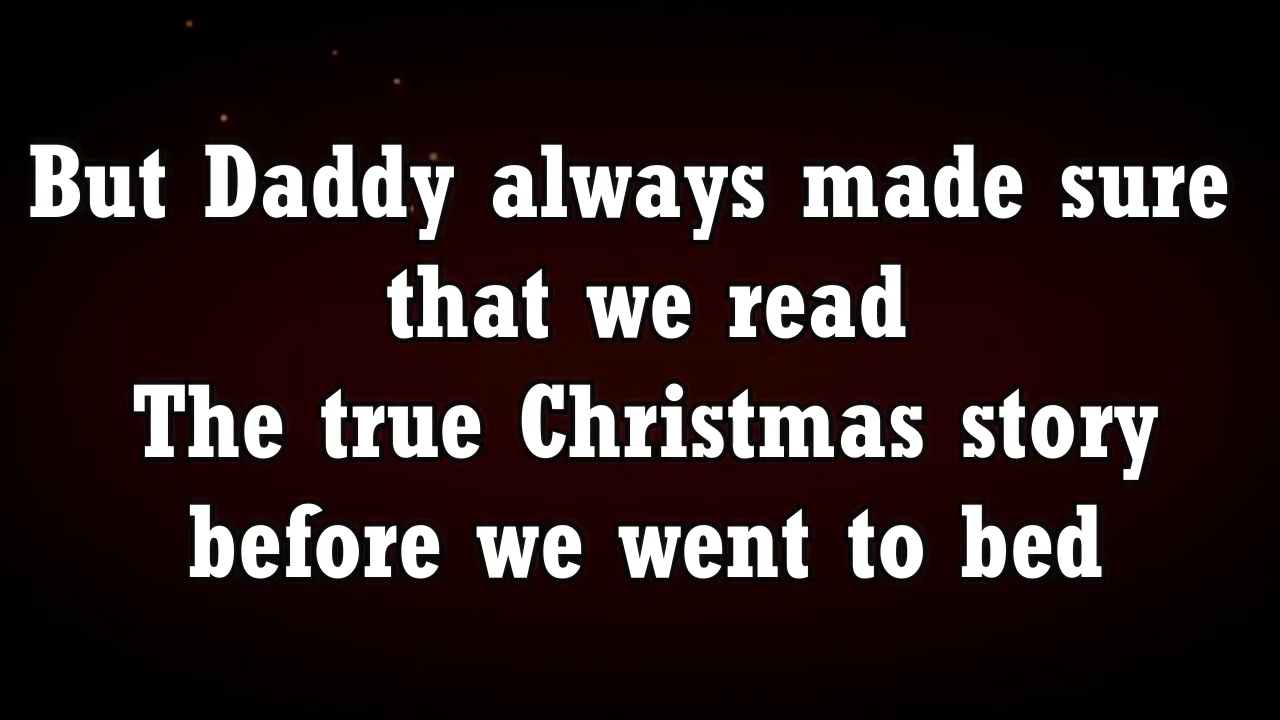 But Daddy always made sure
that we read
The true Christmas story
before we went to bed